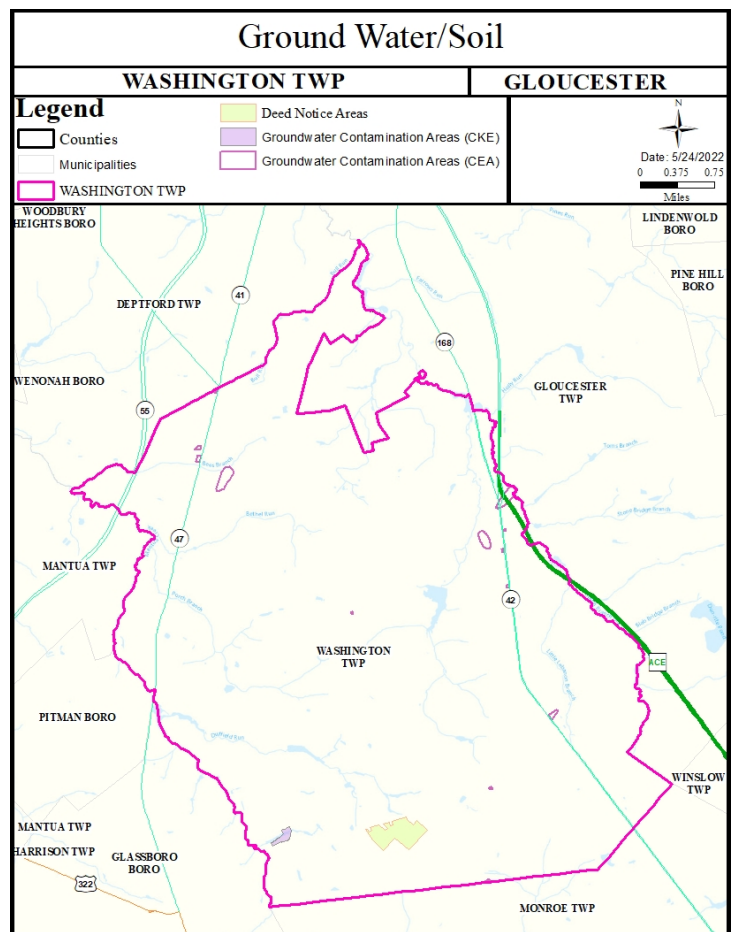 Ground Water/Soil
WASHINGTON TWP
GLOUCESTER
Legend
Counties
Municipalities
WASHINGTON TWP
Deed Notice Areas
Groundwater Contamination Areas (CKE)
Groundwater Contamination Areas (CEA)
N
Date: 5/24/2022
0 0.375 0.75
Miles
WOODBURY
HEIGHTS BORO
LINDENWOLD
BORO
PINE HILL
BORO
DEPTFORD TWP
41
168
WENONAH BORO
GLOUCESTER
TWP
55
47
MANTUA TWP
42
WASHINGTON
TWP
ACE
PITMAN BORO
WINSLOW
TWP
MANTUA TWP
HARRISON TWP
GLASSBORO
BORO
322
MONROE TWP